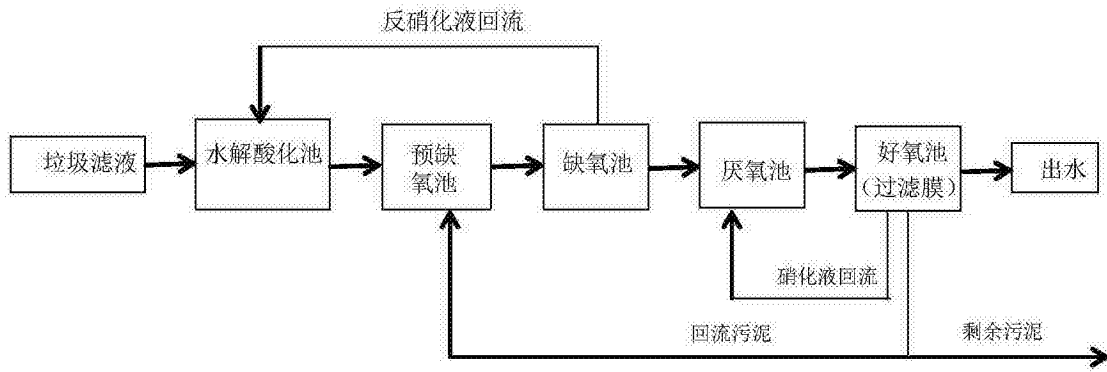 反硝化液回流
垃圾滤液
水解酸化池
预缺
氧池
缺氧池
厌氧池
好氧池
（过滤膜）
出水
硝化液回流
回流污泥
剩余污泥